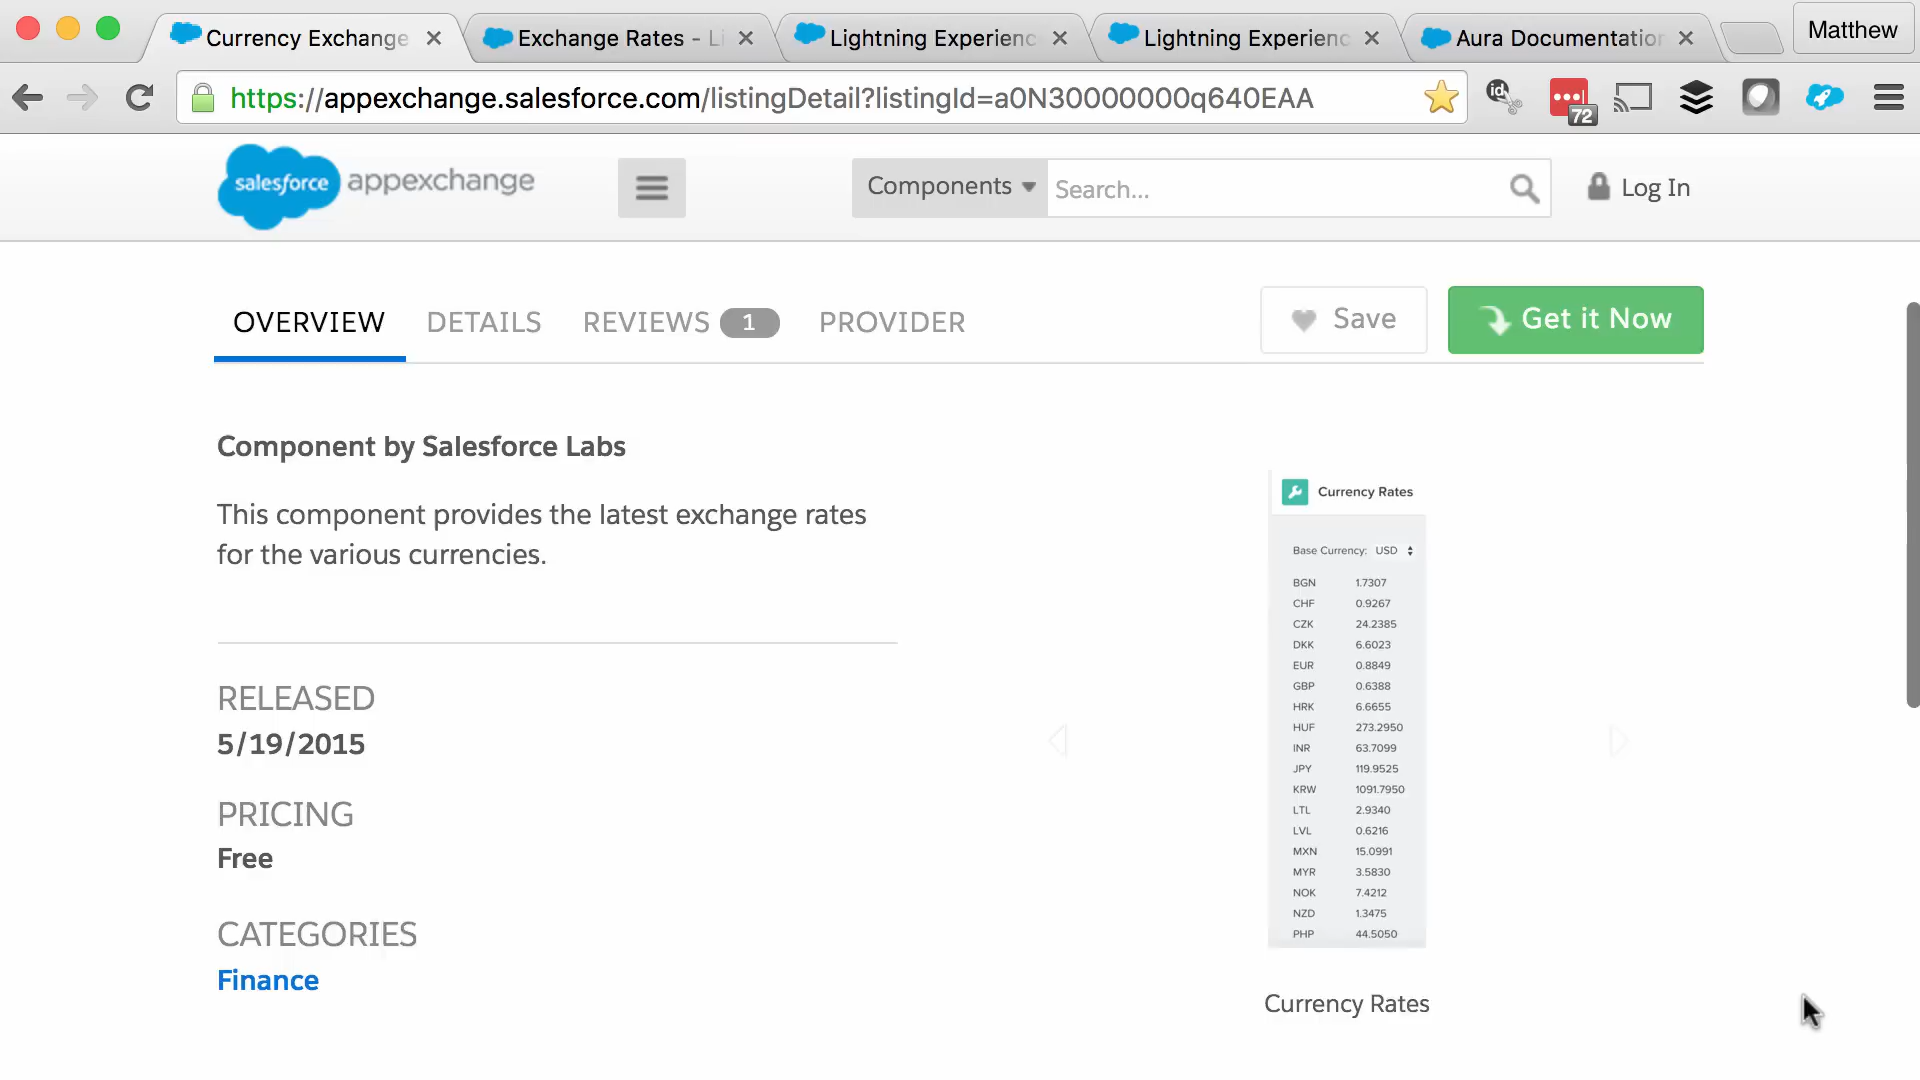 Currency Exchange
Exchange Rates - Li
Lightning Experienc
Lightning Experienc
Aura Documentation
Matthew
https://appexchange.salesforce.com/listingDetail?listingId=a0N30000000q640EAA
id
72
salesforce appexchange
Components
Search...
Log In
OVERVIEW
DETAILS
REVIEWS 1
PROVIDER
Save
Get it Now
Component by Salesforce Labs
This component provides the latest exchange rates
for the various currencies.
RELEASED
5/19/2015
PRICING
Free
CATEGORIES
Finance
Currency Rates
Base Currency: USD
BGN 1.7307
CHF 0.9267
CZK 24.2385
DKK 6.6023
EUR 0.8849
GBP 0.6388
HRK 6.6655
HUF 273.2950
INR 63.7099
JPY 119.9525
KRW 1091.7950
LTL 2.9340
LVL 0.6216
MXN 15.0991
MYR 3.5830
NOK 7.4212
NZD 1.3475
PHP 44.5050
Currency Rates